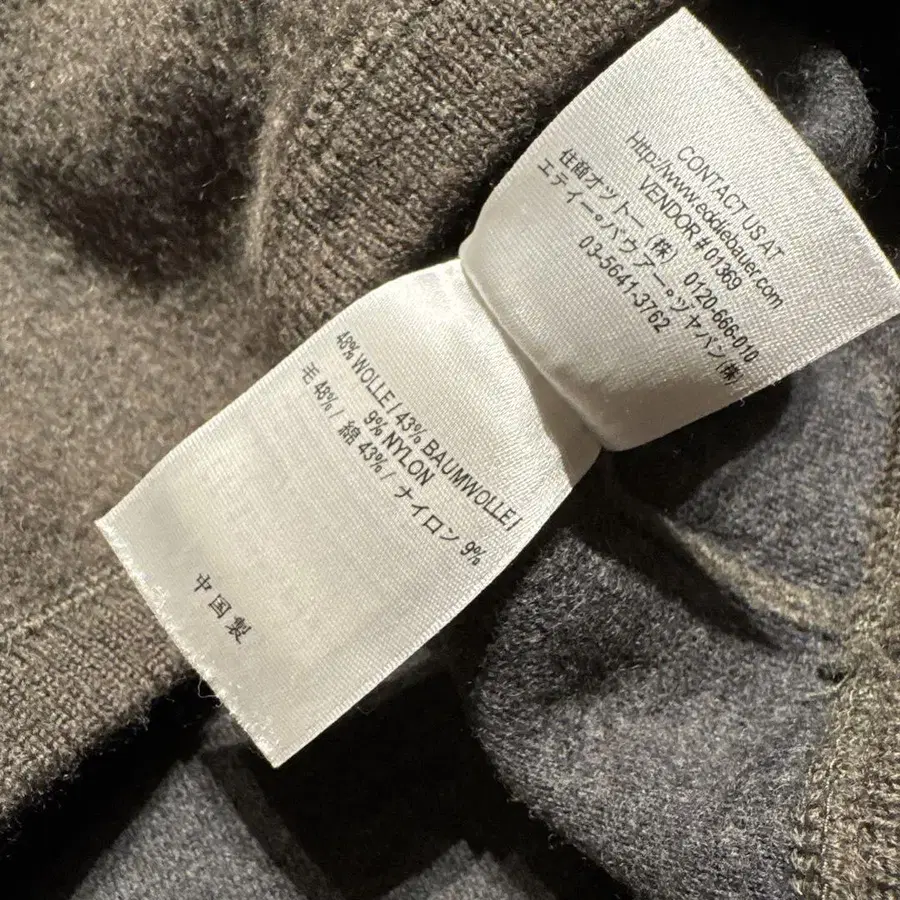 CONTACT US AT
Http://www.eddiebauer.com
VENDOR # 01369
住商オットー (株) 0120-666-010
エディー・バウアー・ジャパン (株)
03-5641-3762
48% WOLLE / 43% BAUMWOLLE /
9% NYLON
毛 48% / 綿 43% / ナイロン 9%
中国製